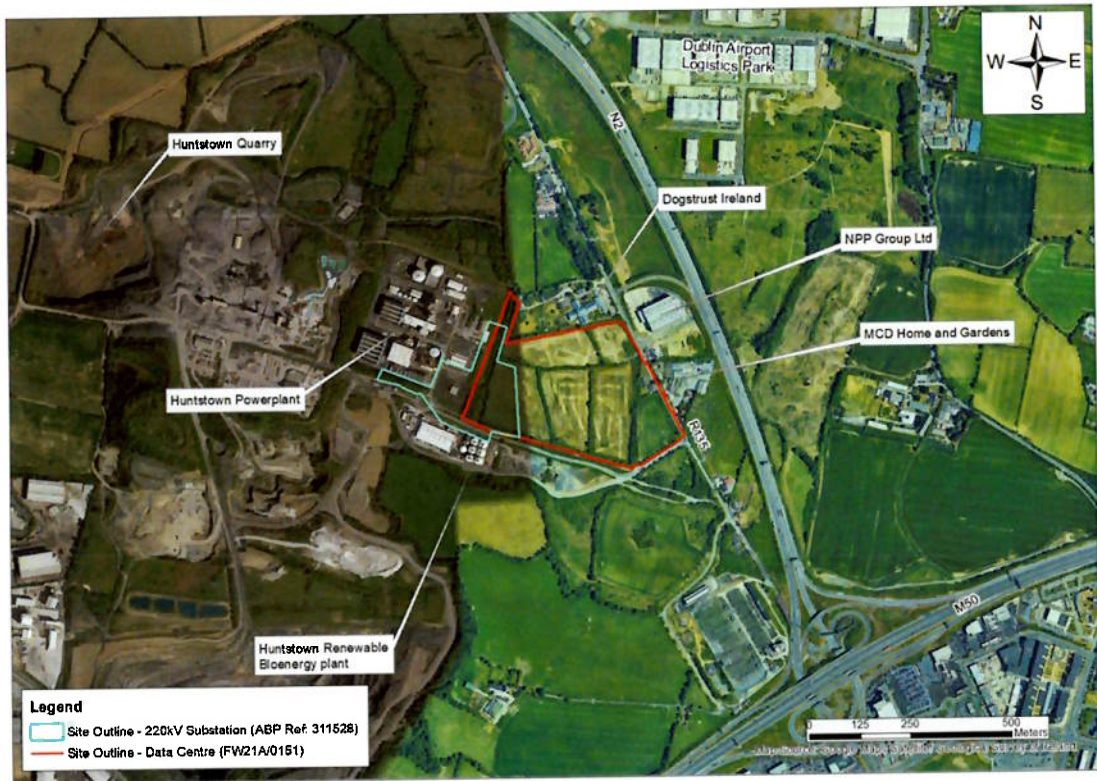 N
W E
S
Dublin Airport
Logistics Park
N2
Huntstown Quarry
Dogstrust Ireland
NPP Group Ltd
MCD Home and Gardens
Huntstown Powerplant
R135
M50
Huntstown Renewable
Bioenergy plant
Legend
Site Outline - 220kV Substation (ABP Ref: 311528)
Site Outline - Data Centre (FW21A/0151)
0 125 250 500
Meters